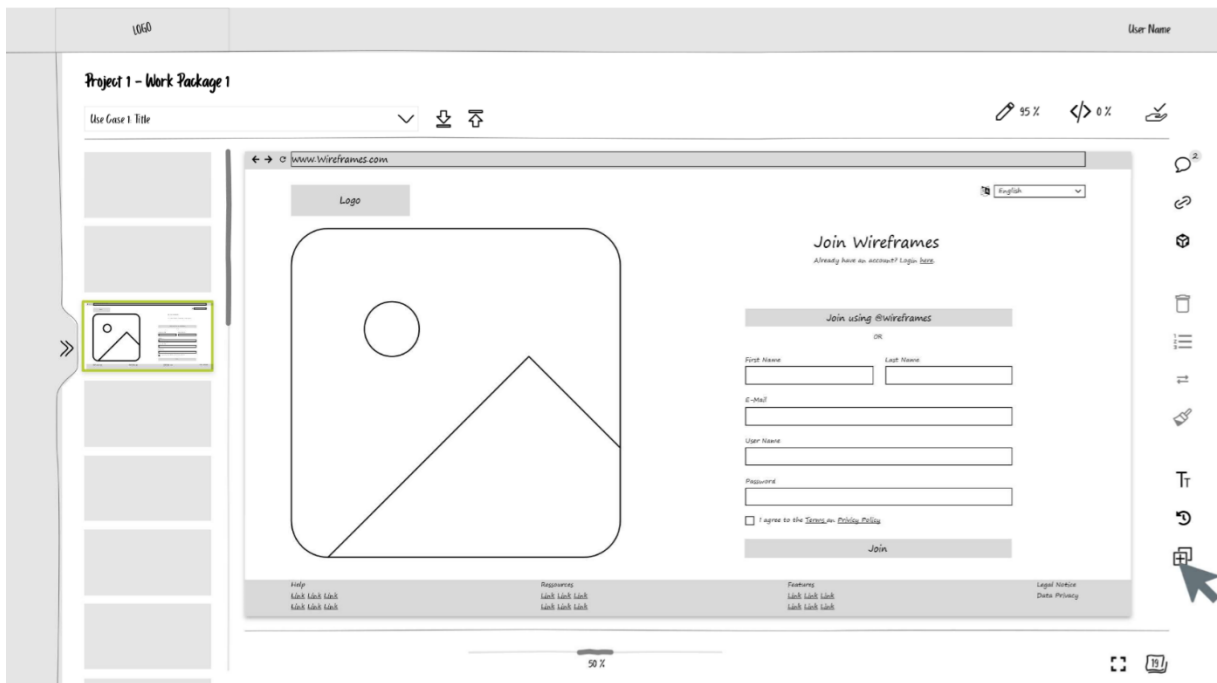 LOGO
User Name
Project 1 - Work Package 1
Use Case 1: Title
95 %
</> 0 %
www.Wireframes.com
2
Logo
English
Join Wireframes
Already have an account? Login here.
Join using @wireframes
OR
First Name Last Name
E-Mail
User Name
Password
I agree to the Terms an Privacy Policy
Join
Help Ressources Features Legal Notice
Link Link Link Link Link Link Link Link Link Data Privacy
Link Link Link Link Link Link Link Link Link
TT
50 %
19